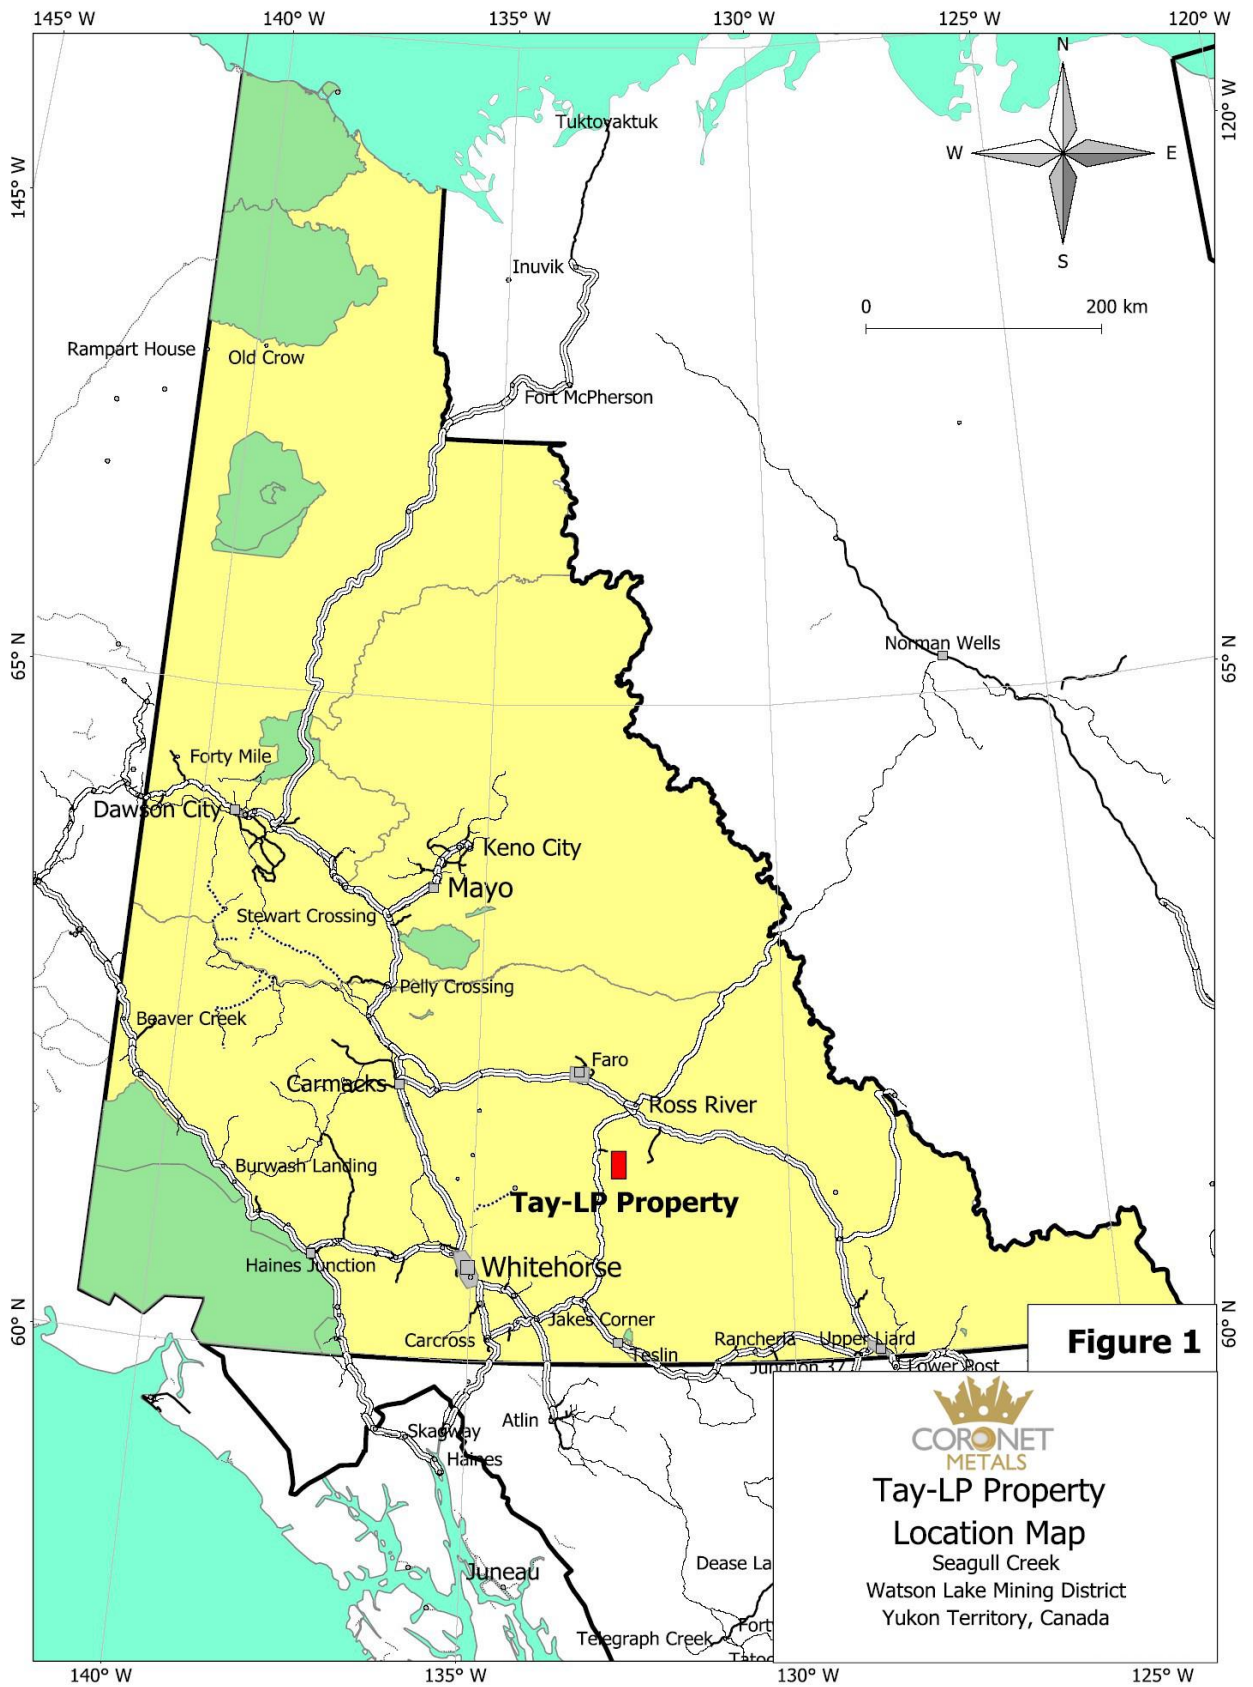 145° W
140° W
135° W
130° W
125° W
120° W
N
120° W
Tuktoyaktuk
W
E
145° W
S
Inuvik
0
200 km
Rampart House
Old Crow
Fort McPherson
65° N
Norman Wells
65° N
Forty Mile
Dawson City
Keno City
Mayo
Stewart Crossing
Pelly Crossing
Beaver Creek
Faro
Carmacks
Ross River
Burwash Landing
Tay-LP Property
Haines Junction
Whitehorse
60° N
Jakes Corner
60° N
Carcross
Rancheria
Upper Liard
Figure 1
Teslin
Junction 37
Lower Post
Atlin
Skagway
Haines
CORONET
METALS
Tay-LP Property
Location Map
Seagull Creek
Watson Lake Mining District
Yukon Territory, Canada
Juneau
Dease La
Fort
Telegraph Creek
Tatoo
140° W
135° W
130° W
125° W